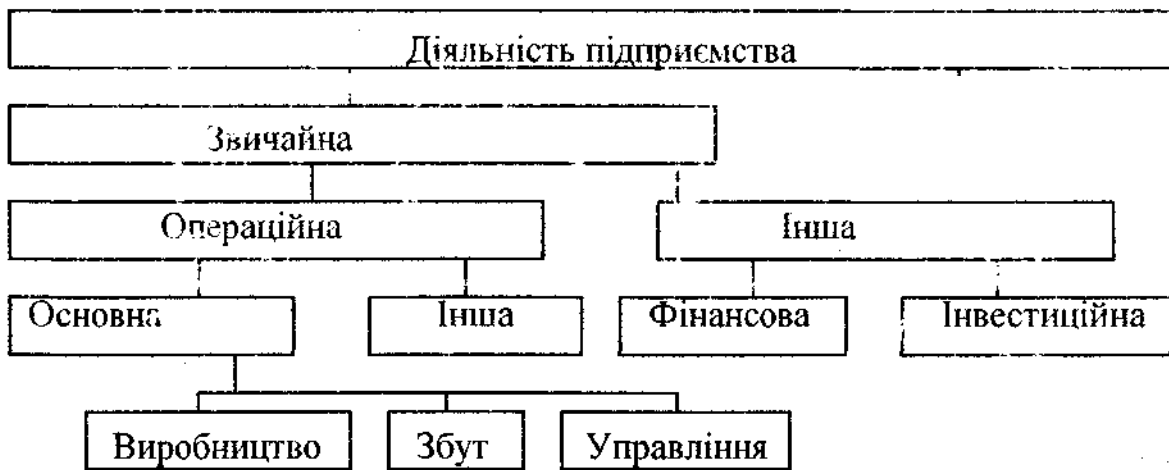 Діяльність підприємства
Звичайна
Операційна Інша
Основна Інша Фінансова Інвестиційна
Виробництво Збут Управління